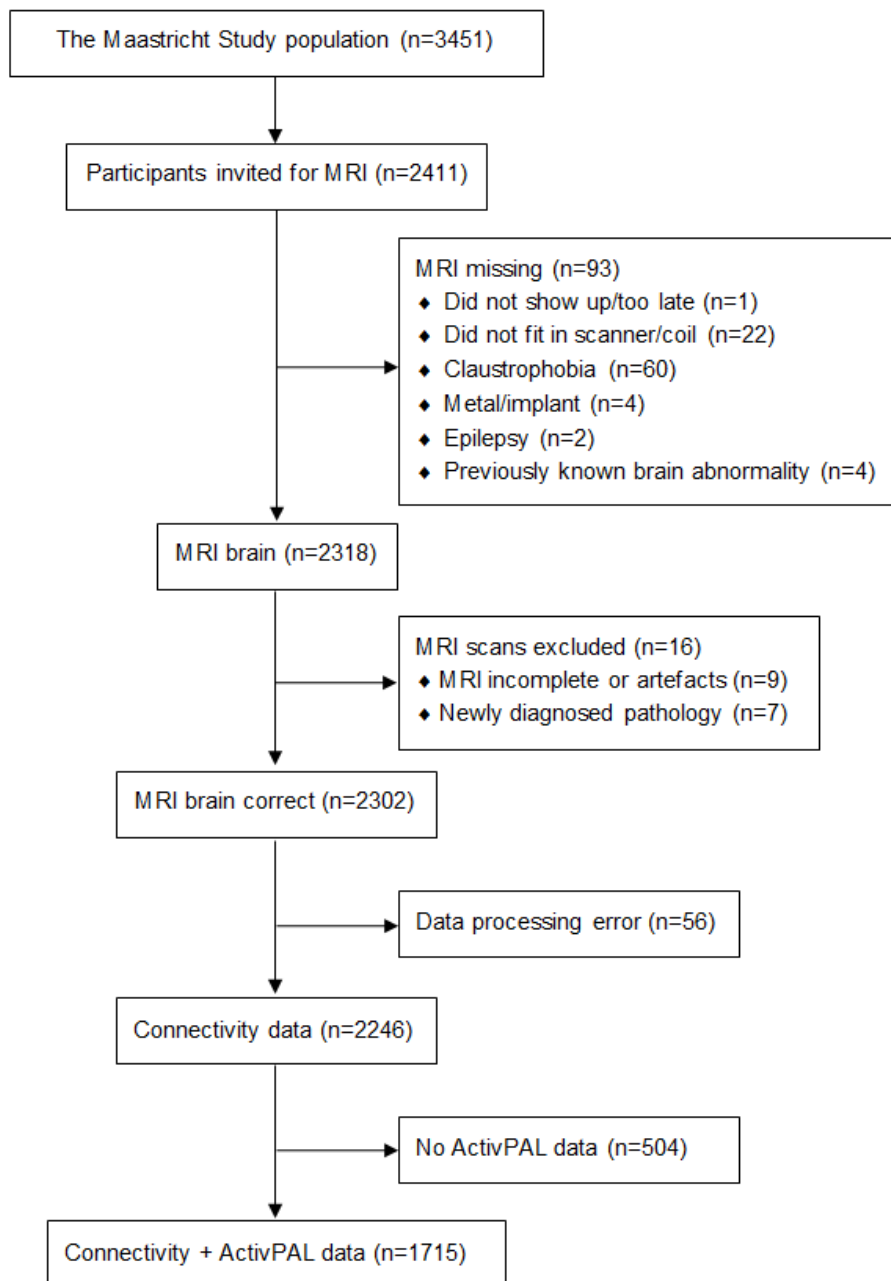 The Maastricht Study population (n=3451)
Participants invited for MRI (n=2411)
MRI missing (n=93)
♦ Did not show up/too late (n=1)
♦ Did not fit in scanner/coil (n=22)
♦ Claustrophobia (n=60)
♦ Metal/implant (n=4)
♦ Epilepsy (n=2)
♦ Previously known brain abnormality (n=4)
MRI brain (n=2318)
MRI scans excluded (n=16)
♦ MRI incomplete or artefacts (n=9)
♦ Newly diagnosed pathology (n=7)
MRI brain correct (n=2302)
Data processing error (n=56)
Connectivity data (n=2246)
No ActivPAL data (n=504)
Connectivity + ActivPAL data (n=1715)